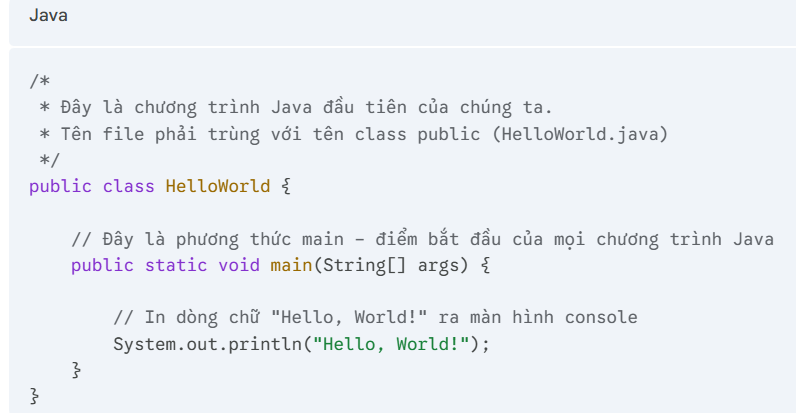 Java
/*
 * Đây là chương trình Java đầu tiên của chúng ta.
 * Tên file phải trùng với tên class public (HelloWorld.java)
 */
public class HelloWorld {
    // Đây là phương thức main – điểm bắt đầu của mọi chương trình Java
    public static void main(String[] args) {
        // In dòng chữ "Hello, World!" ra màn hình console
        System.out.println("Hello, World!");
    }
}